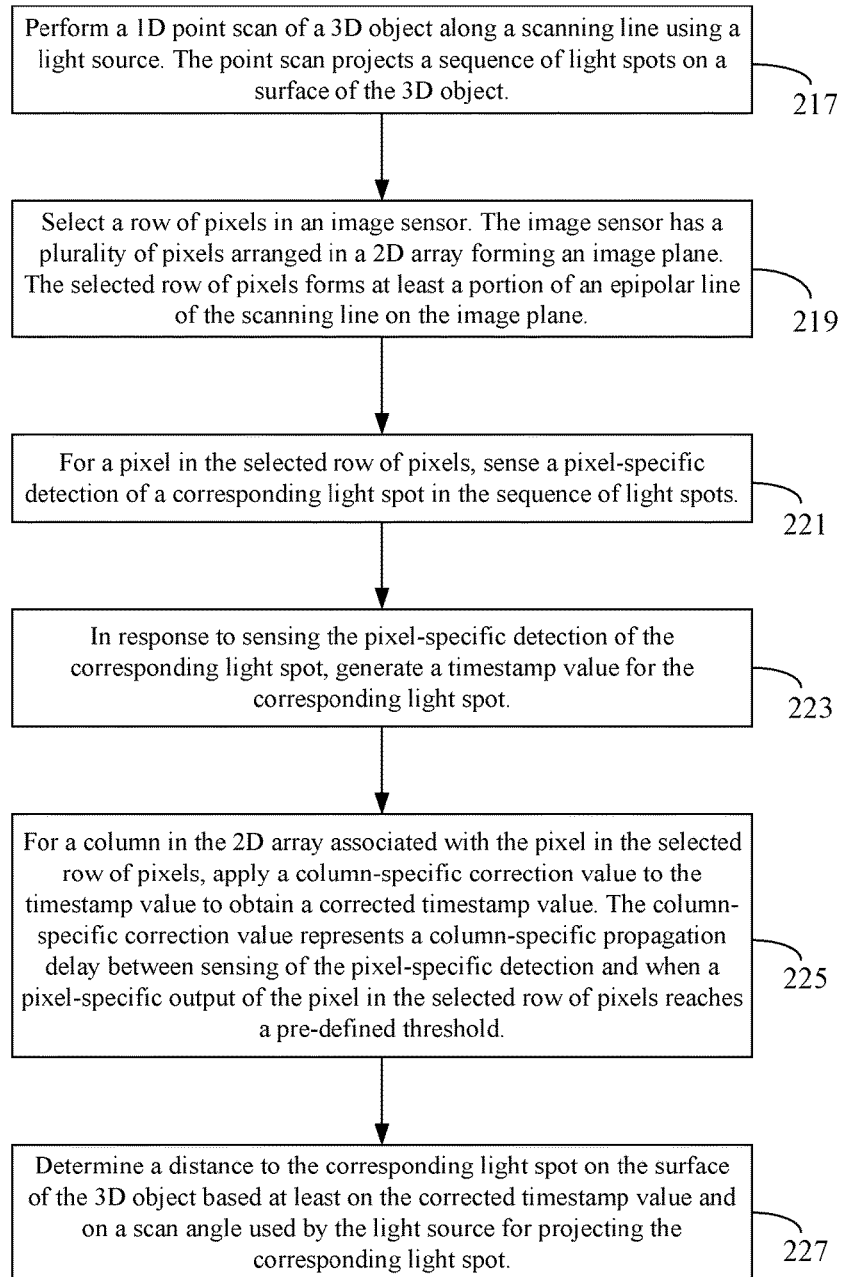 Perform a 1D point scan of a 3D object along a scanning line using a
light source. The point scan projects a sequence of light spots on a
surface of the 3D object.
217
Select a row of pixels in an image sensor. The image sensor has a
plurality of pixels arranged in a 2D array forming an image plane.
The selected row of pixels forms at least a portion of an epipolar line
of the scanning line on the image plane.
219
For a pixel in the selected row of pixels, sense a pixel-specific
detection of a corresponding light spot in the sequence of light spots.
221
In response to sensing the pixel-specific detection of the
corresponding light spot, generate a timestamp value for the
corresponding light spot.
223
For a column in the 2D array associated with the pixel in the selected
row of pixels, apply a column-specific correction value to the
timestamp value to obtain a corrected timestamp value. The column-
specific correction value represents a column-specific propagation
delay between sensing of the pixel-specific detection and when a
pixel-specific output of the pixel in the selected row of pixels reaches
a pre-defined threshold.
225
Determine a distance to the corresponding light spot on the surface
of the 3D object based at least on the corrected timestamp value and
on a scan angle used by the light source for projecting the
corresponding light spot.
227